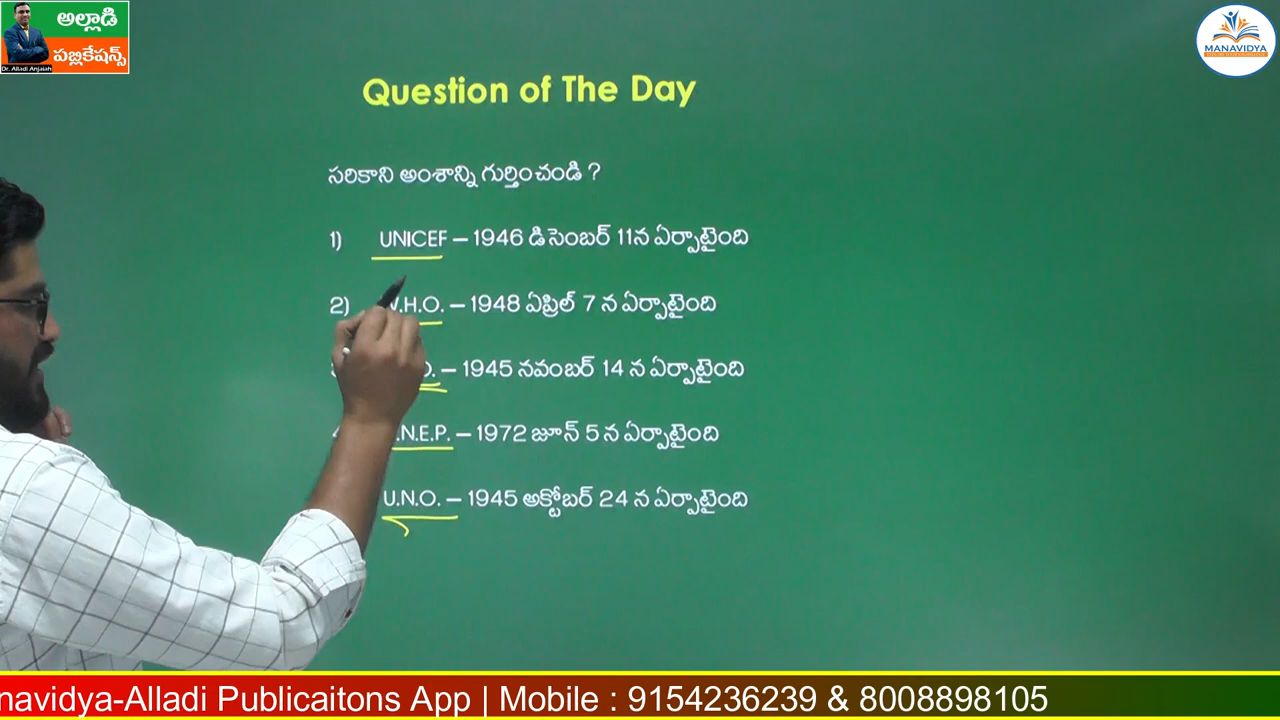 అల్లాడి
పబ్లికేషన్స్
Dr. Alladi Anjaiah
MANAVIDYA
Question of The Day
సరికాని అంశాన్ని గుర్తించండి ?
1) UNICEF – 1946 డిసెంబర్ 11న ఏర్పాటైంది
2) .H.O. – 1948 ఏప్రిల్ 7 న ఏర్పాటైంది
– 1945 నవంబర్ 14 న ఏర్పాటైంది
.N.E.P. – 1972 జూన్ 5 న ఏర్పాటైంది
U.N.O. – 1945 అక్టోబర్ 24 న ఏర్పాటైంది
navidya-Alladi Publicaitons App | Mobile : 9154236239 & 8008898105